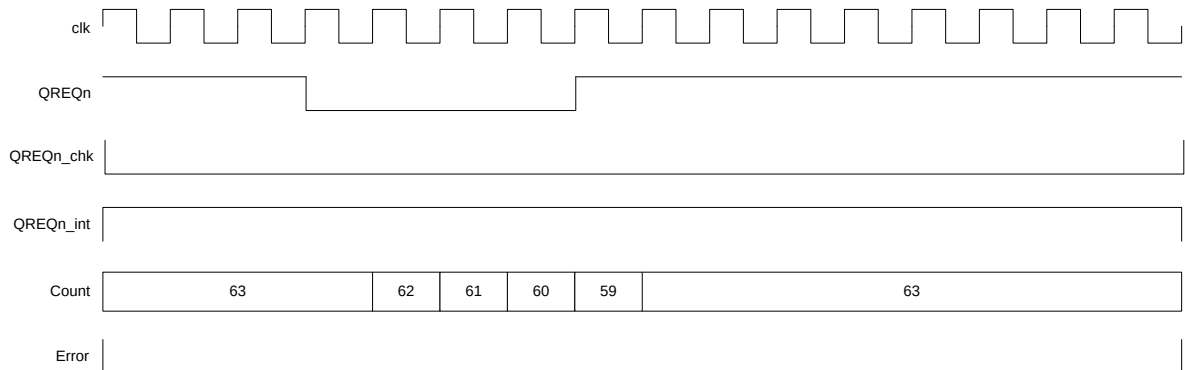 clk
QREQn
QREQn_chk
QREQn_int
Count 63 62 61 60 59 63
Error